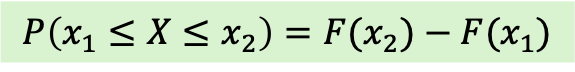 P(x₁ ≤ X ≤ x₂) = F(x₂) − F(x₁)